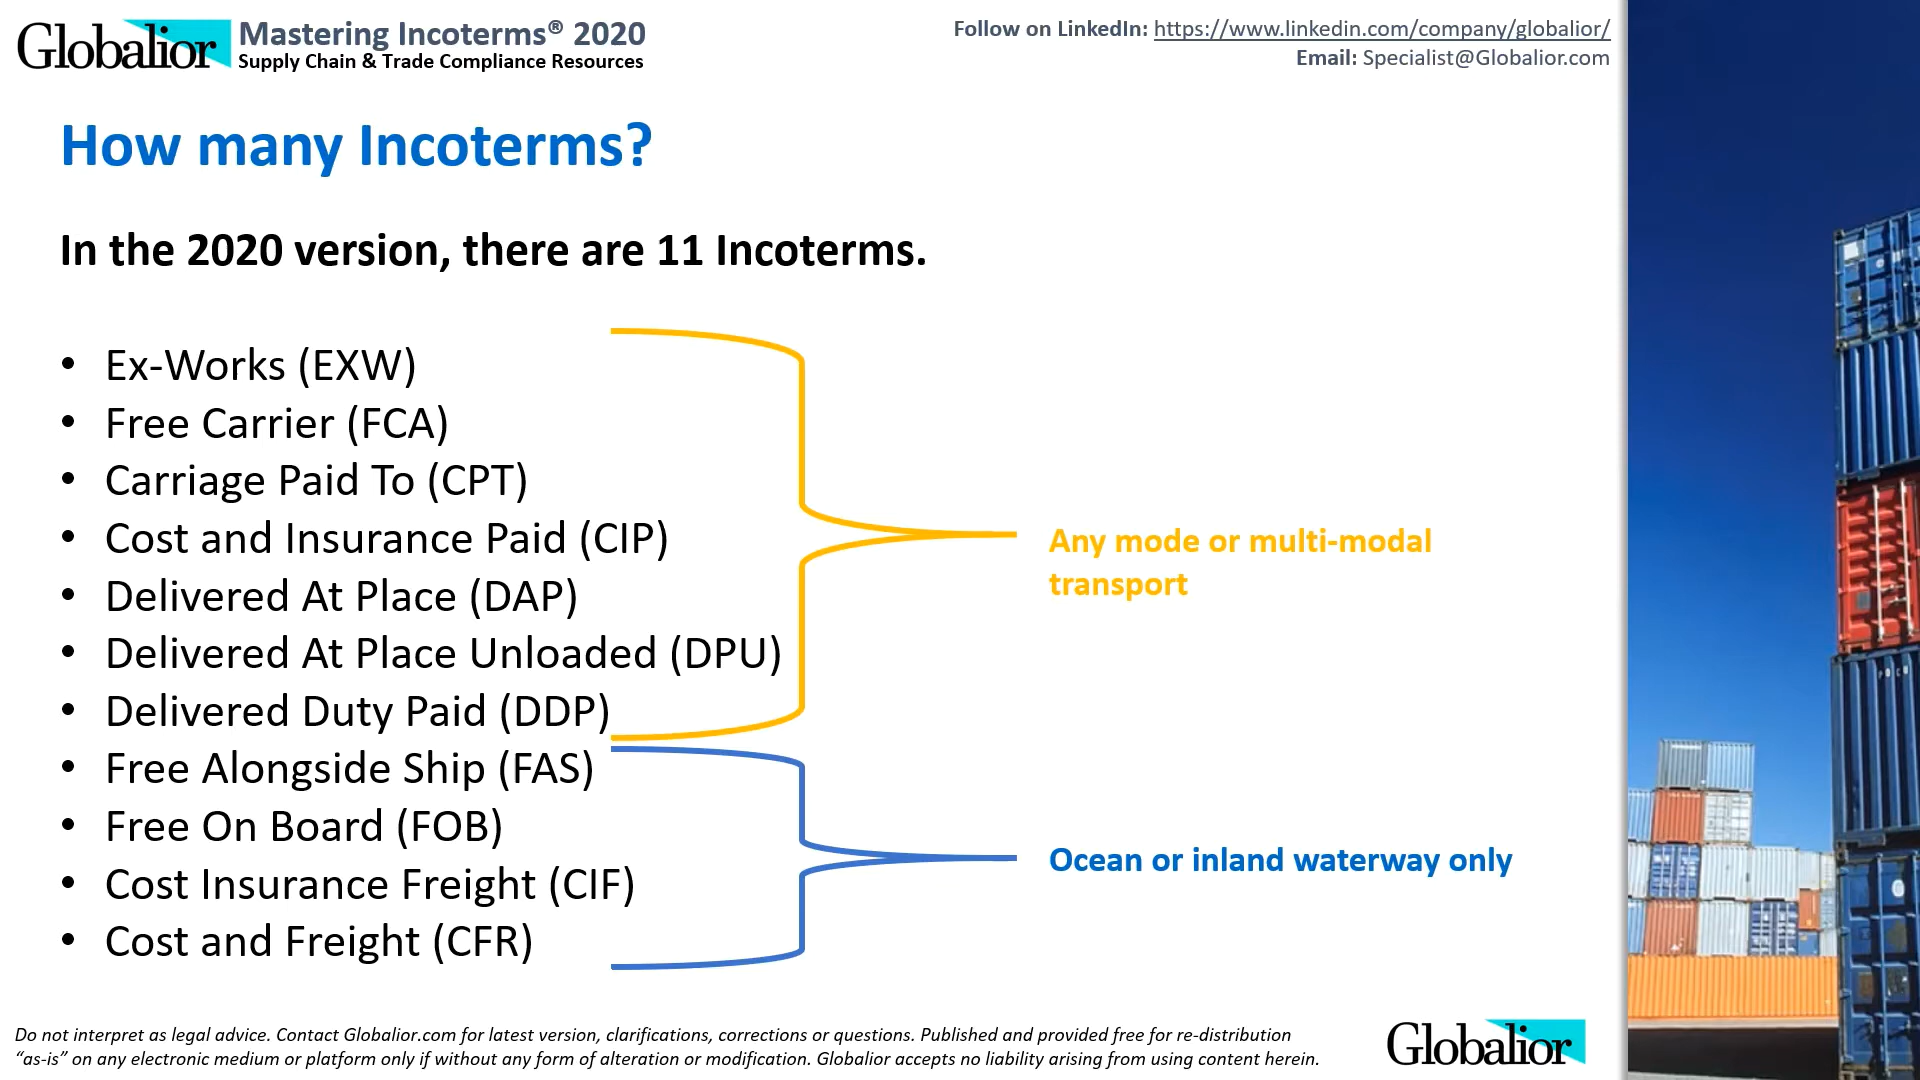 Globalior
Mastering Incoterms® 2020
Supply Chain & Trade Compliance Resources
Follow on LinkedIn: https://www.linkedin.com/company/globalior/
Email: Specialist@Globalior.com
How many Incoterms?
In the 2020 version, there are 11 Incoterms.
• Ex-Works (EXW)
• Free Carrier (FCA)
• Carriage Paid To (CPT)
• Cost and Insurance Paid (CIP)
• Delivered At Place (DAP)
• Delivered At Place Unloaded (DPU)
• Delivered Duty Paid (DDP)
• Free Alongside Ship (FAS)
• Free On Board (FOB)
• Cost Insurance Freight (CIF)
• Cost and Freight (CFR)
Any mode or multi-modal
transport
Ocean or inland waterway only
Do not interpret as legal advice. Contact Globalior.com for latest version, clarifications, corrections or questions. Published and provided free for re-distribution
“as-is” on any electronic medium or platform only if without any form of alteration or modification. Globalior accepts no liability arising from using content herein.
Globalior